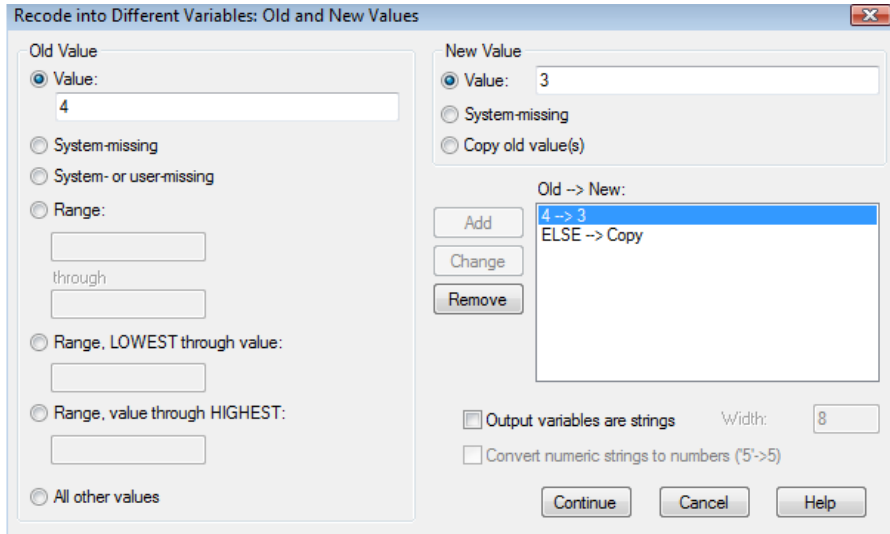 Recode into Different Variables: Old and New Values
Old Value
Value:
4
System-missing
System- or user-missing
Range:
through
Range, LOWEST through value:
Range, value through HIGHEST:
All other values
New Value
Value: 3
System-missing
Copy old value(s)
Old --> New:
4 --> 3
ELSE --> Copy
Add
Change
Remove
Output variables are strings Width: 8
Convert numeric strings to numbers ('5'->5)
Continue Cancel Help